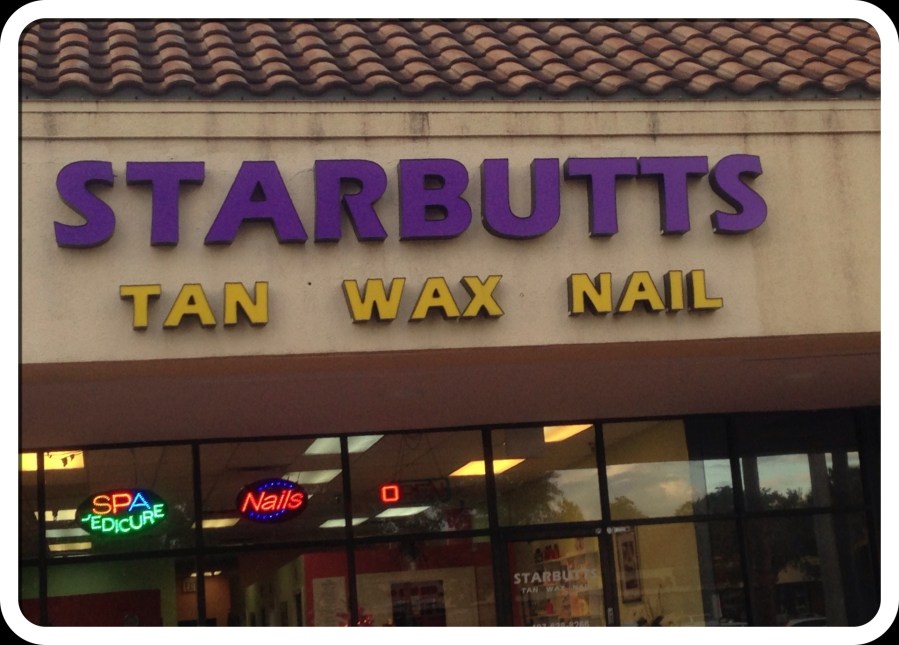 STARBUTTS
TAN WAX NAIL
SPA
PEDICURE
Nails
STARBUTTS
TAN WAX NAIL